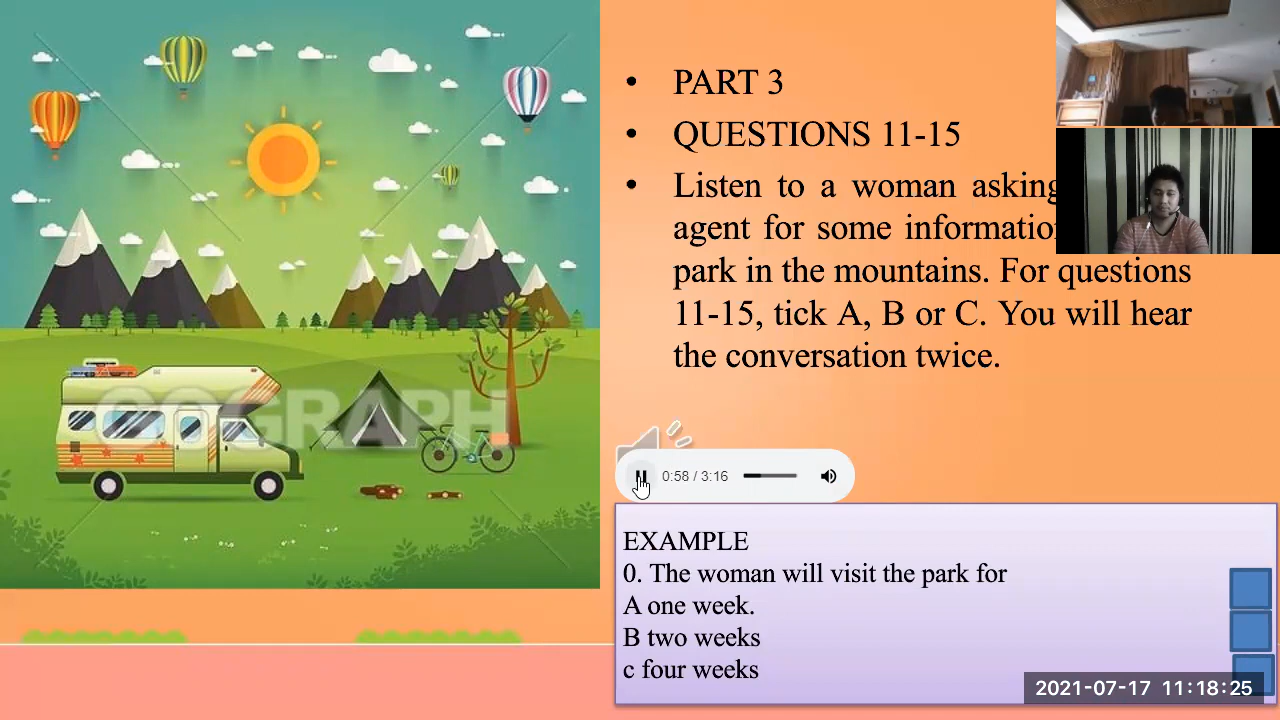 PART 3
QUESTIONS 11-15
Listen to a woman asking
agent for some
park in the mountains. For questions
11-15, tick A, B or C. You will hear
the conversation twice.
0:58 / 3:16
EXAMPLE
0. The woman will visit the park for
A one week.
B two weeks
c four weeks
2021-07-17 11:18:25